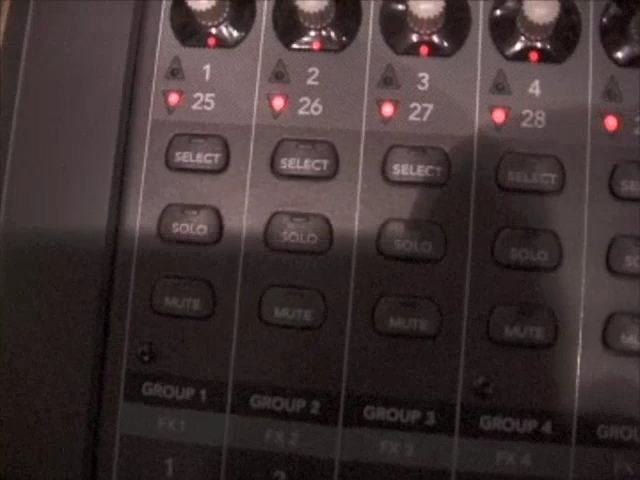 1 2 3 4
25 26 27 28
SELECT SELECT SELECT SELECT
SOLO SOLO SOLO SOLO
MUTE MUTE MUTE MUTE
GROUP 1 GROUP 2 GROUP 3 GROUP 4
FX 1 FX 2 FX 3 FX 4
1